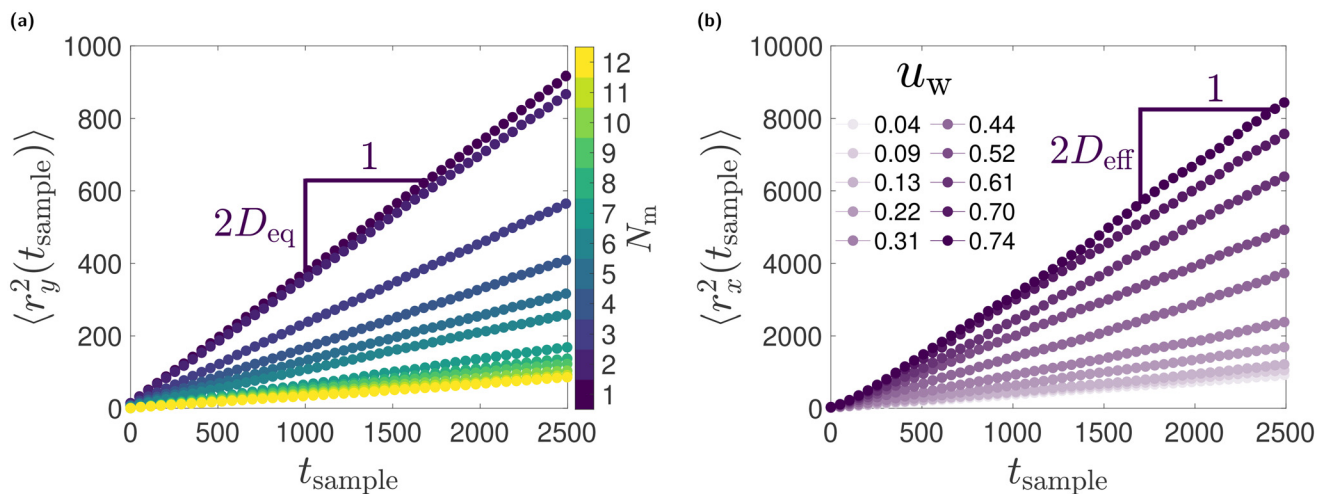 (a)
1000
800
600
400
200
0
⟨r_y^2(t_sample)⟩
1
2D_eq
0 500 1000 1500 2000 2500
t_sample
12
11
10
9
8
7
6
5
4
3
2
1
N_m
(b)
10000
8000
6000
4000
2000
0
⟨r_x^2(t_sample)⟩
u_w
0.04 0.44
0.09 0.52
0.13 0.61
0.22 0.70
0.31 0.74
1
2D_eff
0 500 1000 1500 2000 2500
t_sample